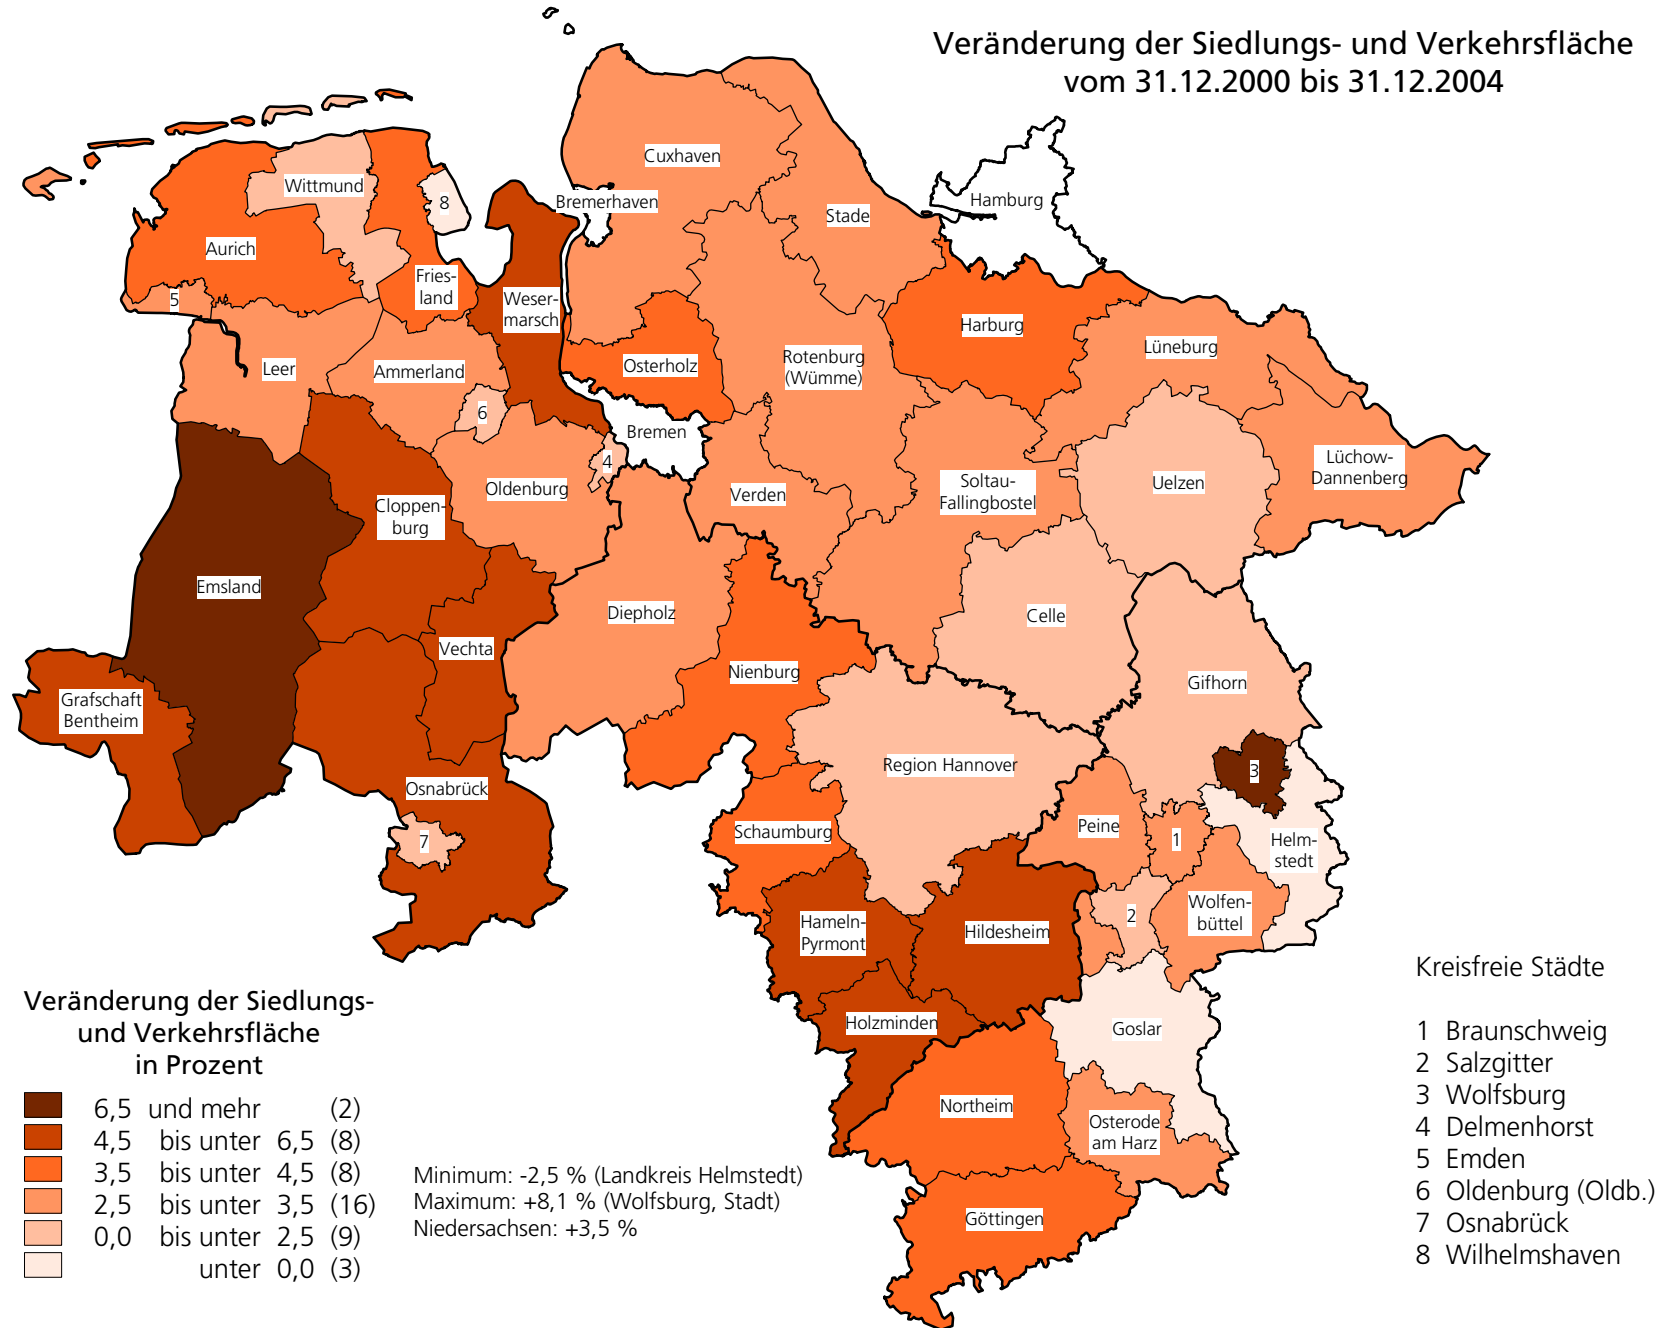 Veränderung der Siedlungs- und Verkehrsfläche
vom 31.12.2000 bis 31.12.2004
Cuxhaven
Wittmund
8
Bremerhaven
Hamburg
Stade
Aurich
Fries-
land
5
Weser-
marsch
Harburg
Lüneburg
Osterholz
Rotenburg
(Wümme)
Leer
Ammerland
6
Bremen
4
Lüchow-
Dannenberg
Oldenburg
Verden
Soltau-
Fallingbostel
Uelzen
Cloppen-
burg
Emsland
Diepholz
Celle
Vechta
Nienburg
Gifhorn
Grafschaft
Bentheim
Region Hannover
3
Osnabrück
7
Schaumburg
Peine
1
Helm-
stedt
Wolfen-
büttel
2
Hameln-
Pyrmont
Hildesheim
Holzminden
Goslar
Northeim
Osterode
am Harz
Göttingen
Veränderung der Siedlungs-
und Verkehrsfläche
in Prozent
6,5 und mehr (2)
4,5 bis unter 6,5 (8)
3,5 bis unter 4,5 (8)
2,5 bis unter 3,5 (16)
0,0 bis unter 2,5 (9)
unter 0,0 (3)
Minimum: -2,5 % (Landkreis Helmstedt)
Maximum: +8,1 % (Wolfsburg, Stadt)
Niedersachsen: +3,5 %
Kreisfreie Städte
1 Braunschweig
2 Salzgitter
3 Wolfsburg
4 Delmenhorst
5 Emden
6 Oldenburg (Oldb.)
7 Osnabrück
8 Wilhelmshaven